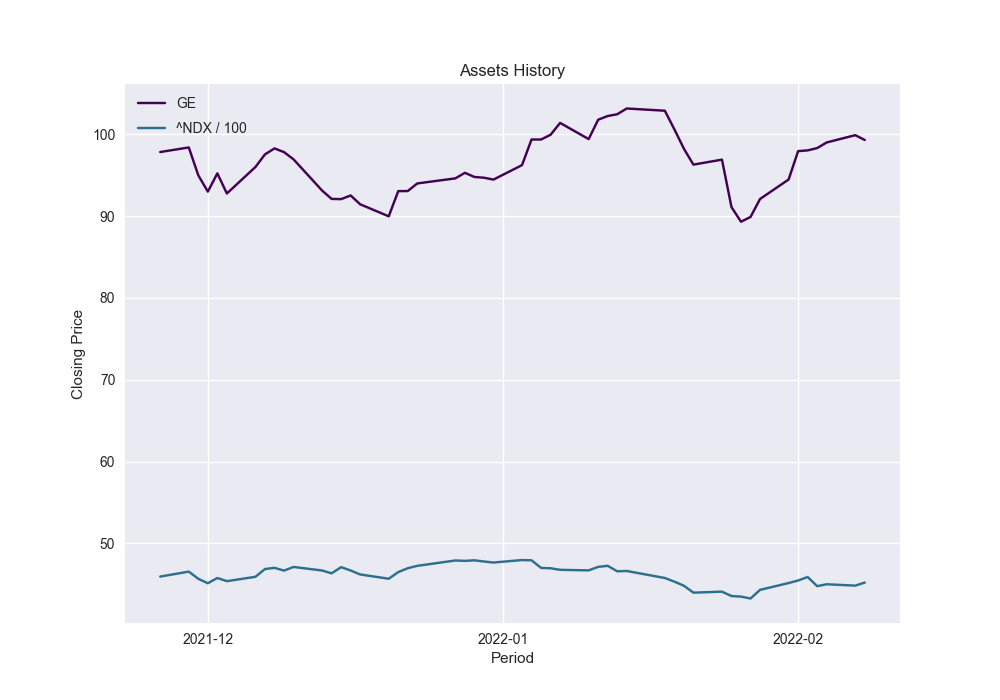 Assets History
GE
^NDX / 100
100
90
80
70
60
50
Closing Price
2021-12
2022-01
2022-02
Period